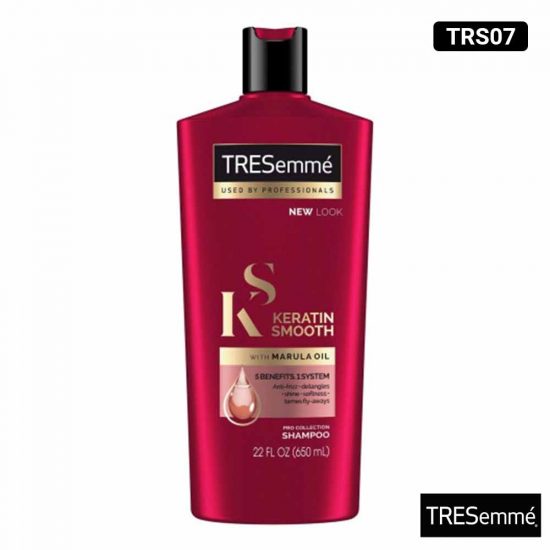 TRS07
TRESemmé
USED BY PROFESSIONALS
NEW LOOK
KS
KERATIN
SMOOTH
WITH MARULA OIL
5 BENEFITS, 1 SYSTEM
Anti-frizz • detangles
• shine • softness •
tames fly-aways
PRO COLLECTION
SHAMPOO
22 FL OZ (650 mL)
TRESemmé